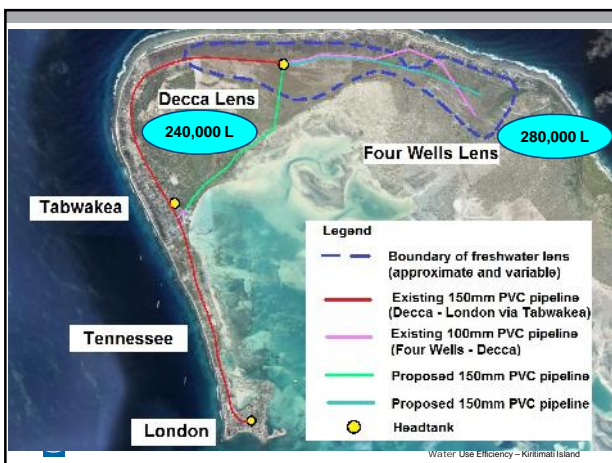 Decca Lens
240,000 L
280,000 L
Four Wells Lens
Tabwakea
Tennessee
London
Legend
Boundary of freshwater lens
(approximate and variable)
Existing 150mm PVC pipeline
(Decca - London via Tabwakea)
Existing 100mm PVC pipeline
(Four Wells - Decca)
Proposed 150mm PVC pipeline
Proposed 150mm PVC pipeline
Headtank
Water Use Efficiency – Kiritimati Island